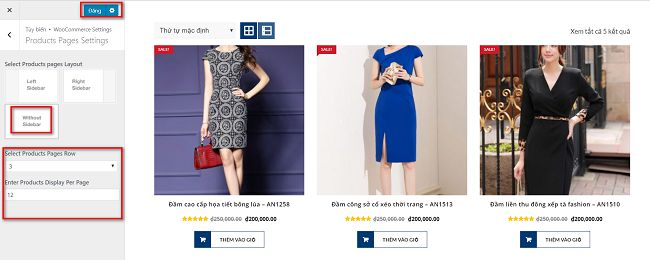 Đăng
Tùy biến ▸ WooCommerce Settings
Products Pages Settings
Select Products pages Layout
Left Sidebar
Right Sidebar
Without Sidebar
Select Products Pages Row
3
Enter Products Display Per Page
12
Thứ tự mặc định
Xem tất cả 5 kết quả
SALE!
SALE!
SALE!
Đầm cao cấp họa tiết bông lúa – AN1258
Đầm công sở cổ xéo thời trang – AN1513
Đầm liền thu đông xếp tà fashion – AN1510
₫250,000.00 ₫200,000.00
₫250,000.00 ₫200,000.00
₫250,000.00 ₫200,000.00
THÊM VÀO GIỎ
THÊM VÀO GIỎ
THÊM VÀO GIỎ